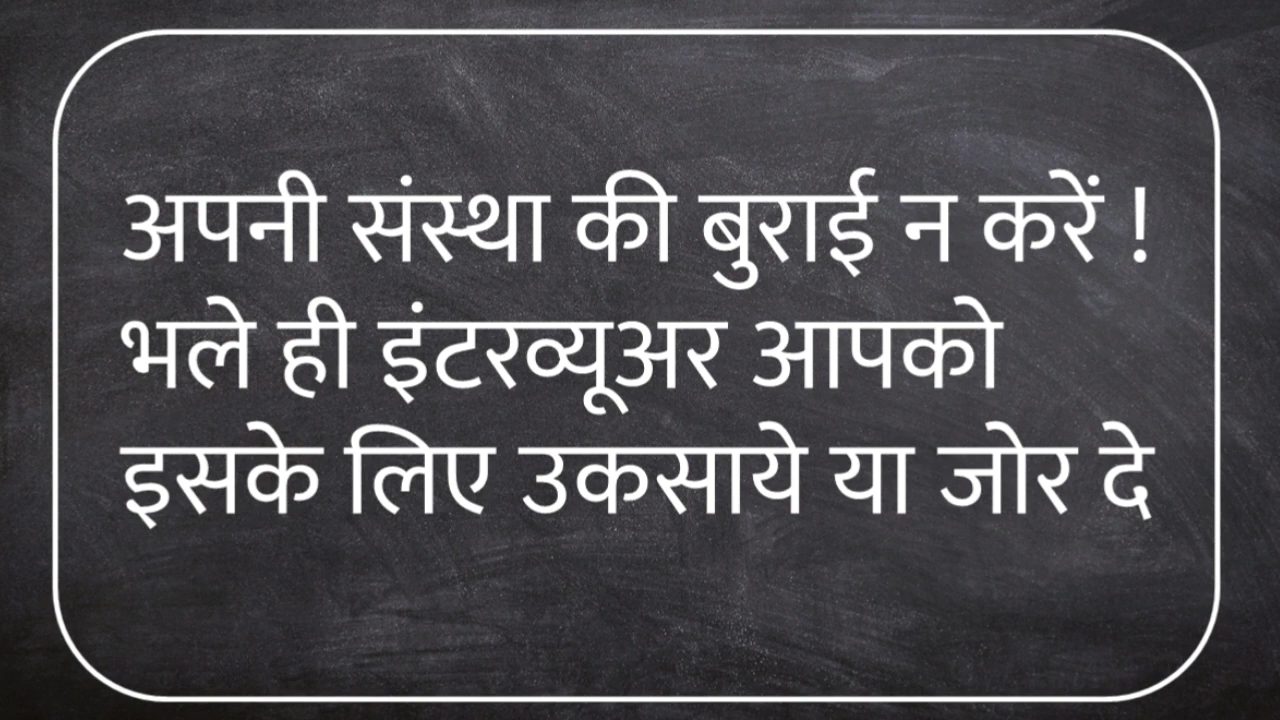 अपनी संस्था की बुराई न करें !
भले ही इंटरव्यूअर आपको
इसके लिए उकसाये या जोर दे